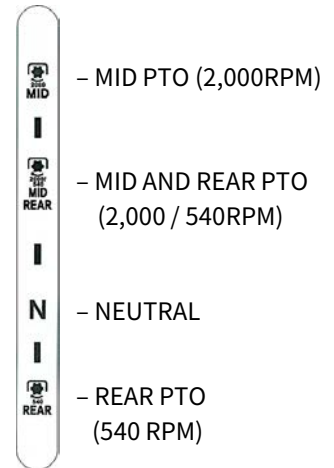 2000
MID
– MID PTO (2,000RPM)
2000/
540
MID
REAR
– MID AND REAR PTO
(2,000 / 540RPM)
N
– NEUTRAL
540
REAR
– REAR PTO
(540 RPM)